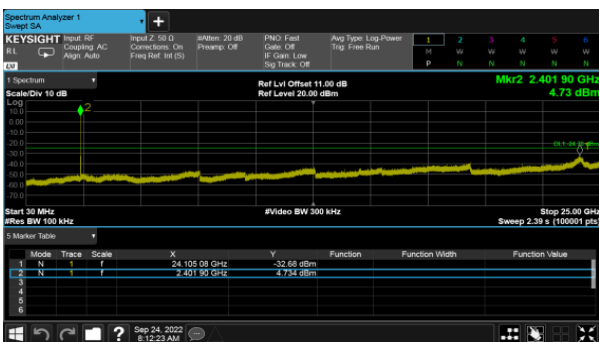 Spectrum Analyzer 1
Swept SA
+
KEYSIGHT Input: RF Input Z: 50 Ω #Atten: 20 dB PNO: Fast Avg Type: Log-Power 1 2 3 4 5 6
RL Coupling: AC Corrections: On Preamp: Off Gate: Off Trig: Free Run M W W W W W
Align: Auto Freq Ref: Int (S) IF Gain: Low P N N N N N
LXI Sig Track: Off
1 Spectrum Ref Lvl Offset 11.00 dB Mkr2 2.401 90 GHz
Scale/Div 10 dB Ref Level 20.00 dBm 4.73 dBm
Log
10.0
0.00
-10.0
-20.0
-30.0
-40.0
-50.0
-60.0
-70.0
2
1
Start 30 MHz #Video BW 300 kHz Stop 25.00 GHz
#Res BW 100 kHz Sweep 2.39 s (100001 pts)
5 Marker Table
Mode Trace Scale X Y Function Function Width Function Value
1 N 1 f 24.105 08 GHz -32.68 dBm
2 N 1 f 2.401 90 GHz 4.734 dBm
3
4
5
6
? Sep 24, 2022
8:12:23 AM